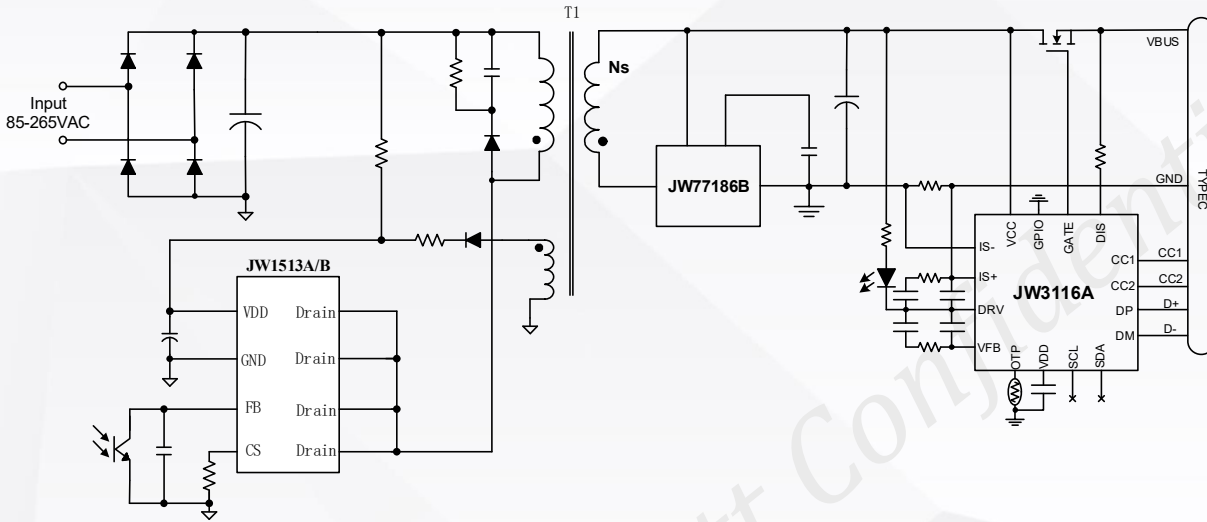 T1
Input
85-265VAC
Ns
VBUS
JW77186B
GND
TYPEC
JW1513A/B
VDD
Drain
GND
Drain
FB
Drain
CS
Drain
VCC
GPIO
GATE
DIS
IS-
IS+
DRV
VFB
JW3116A
CC1
CC1
CC2
CC2
DP
D+
DM
D-
OTP
VDD
SCL
SDA